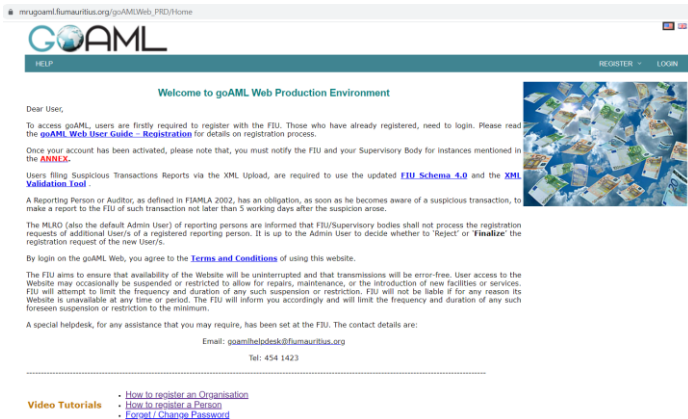 mrugoaml.fiumauritius.org/goAMLWeb_PRD/Home
GOAML
HELP
REGISTER
LOGIN
Welcome to goAML Web Production Environment
Dear User,
To access goAML, users are firstly required to register with the FIU. Those who have already registered, need to login. Please read
the goAML Web User Guide – Registration for details on registration process.
Once your account has been activated, please note that, you must notify the FIU and your Supervisory Body for instances mentioned in
the ANNEX.
Users filing Suspicious Transactions Reports via the XML Upload, are required to use the updated FIU Schema 4.0 and the XML
Validation Tool .
A Reporting Person or Auditor, as defined in FIAMLA 2002, has an obligation, as soon as he becomes aware of a suspicious transaction, to
make a report to the FIU of such transaction not later than 5 working days after the suspicion arose.
The MLRO (also the default Admin User) of reporting persons are informed that FIU/Supervisory bodies shall not process the registration
requests of additional User/s of a registered reporting person. It is up to the Admin User to decide whether to 'Reject' or 'Finalize' the
registration request of the new User/s.
By login on the goAML Web, you agree to the Terms and Conditions of using this website.
The FIU aims to ensure that availability of the Website will be uninterrupted and that transmissions will be error-free. User access to the
Website may occasionally be suspended or restricted to allow for repairs, maintenance, or the introduction of new facilities or services.
FIU will attempt to limit the frequency and duration of any such suspension or restriction. FIU will not be liable if for any reason its
Website is unavailable at any time or period. The FIU will inform you accordingly and will limit the frequency and duration of any such
foreseen suspension or restriction to the minimum.
A special helpdesk, for any assistance that you may require, has been set at the FIU. The contact details are:
Email: goamlhelpdesk@fiumauritius.org
Tel: 454 1423
Video Tutorials
How to register an Organisation
How to register a Person
Forget / Change Password